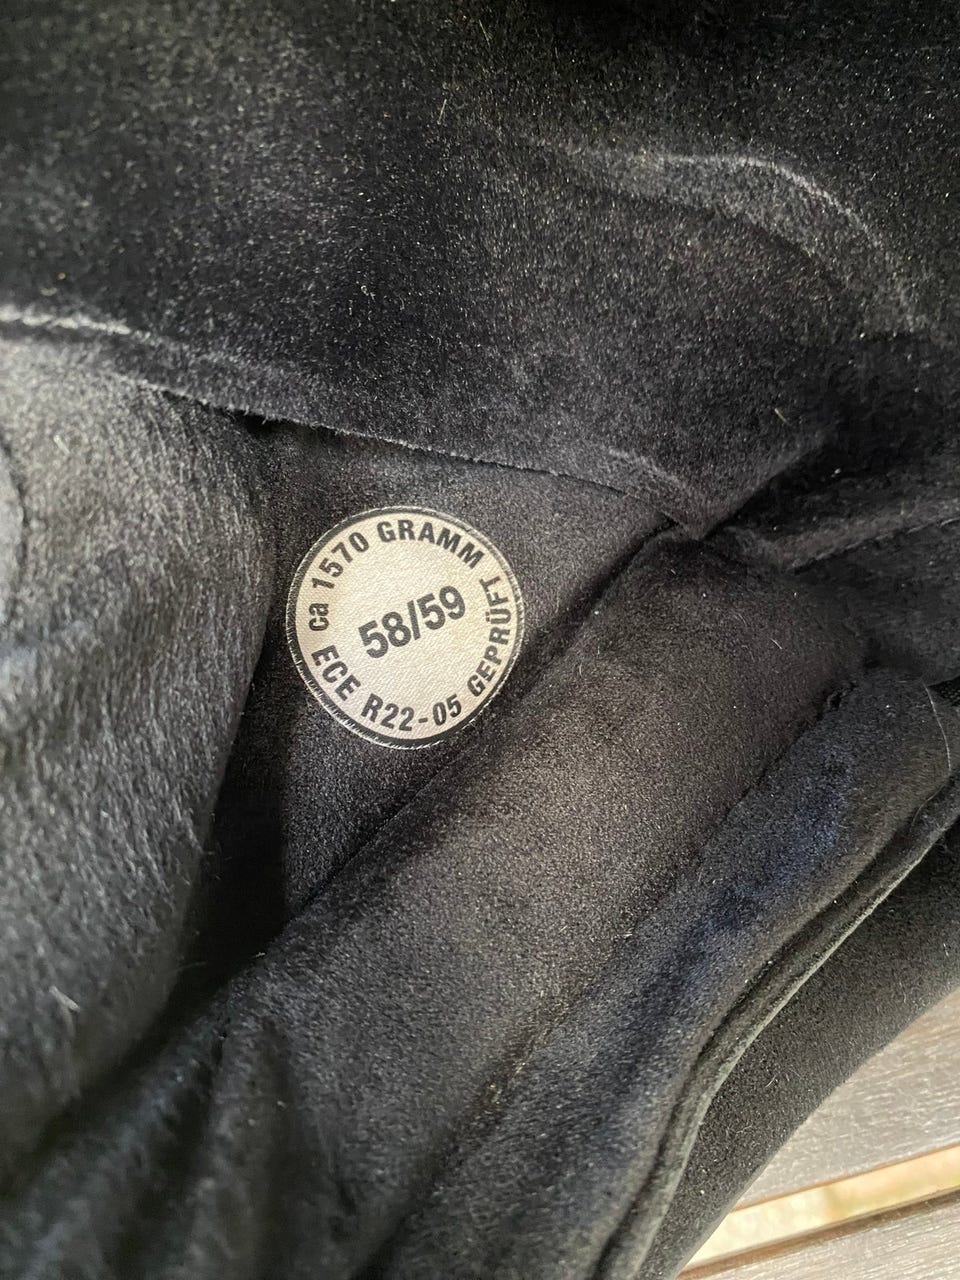 ca 1570 GRAMM
58/59
ECE R22-05 GEPRÜFT